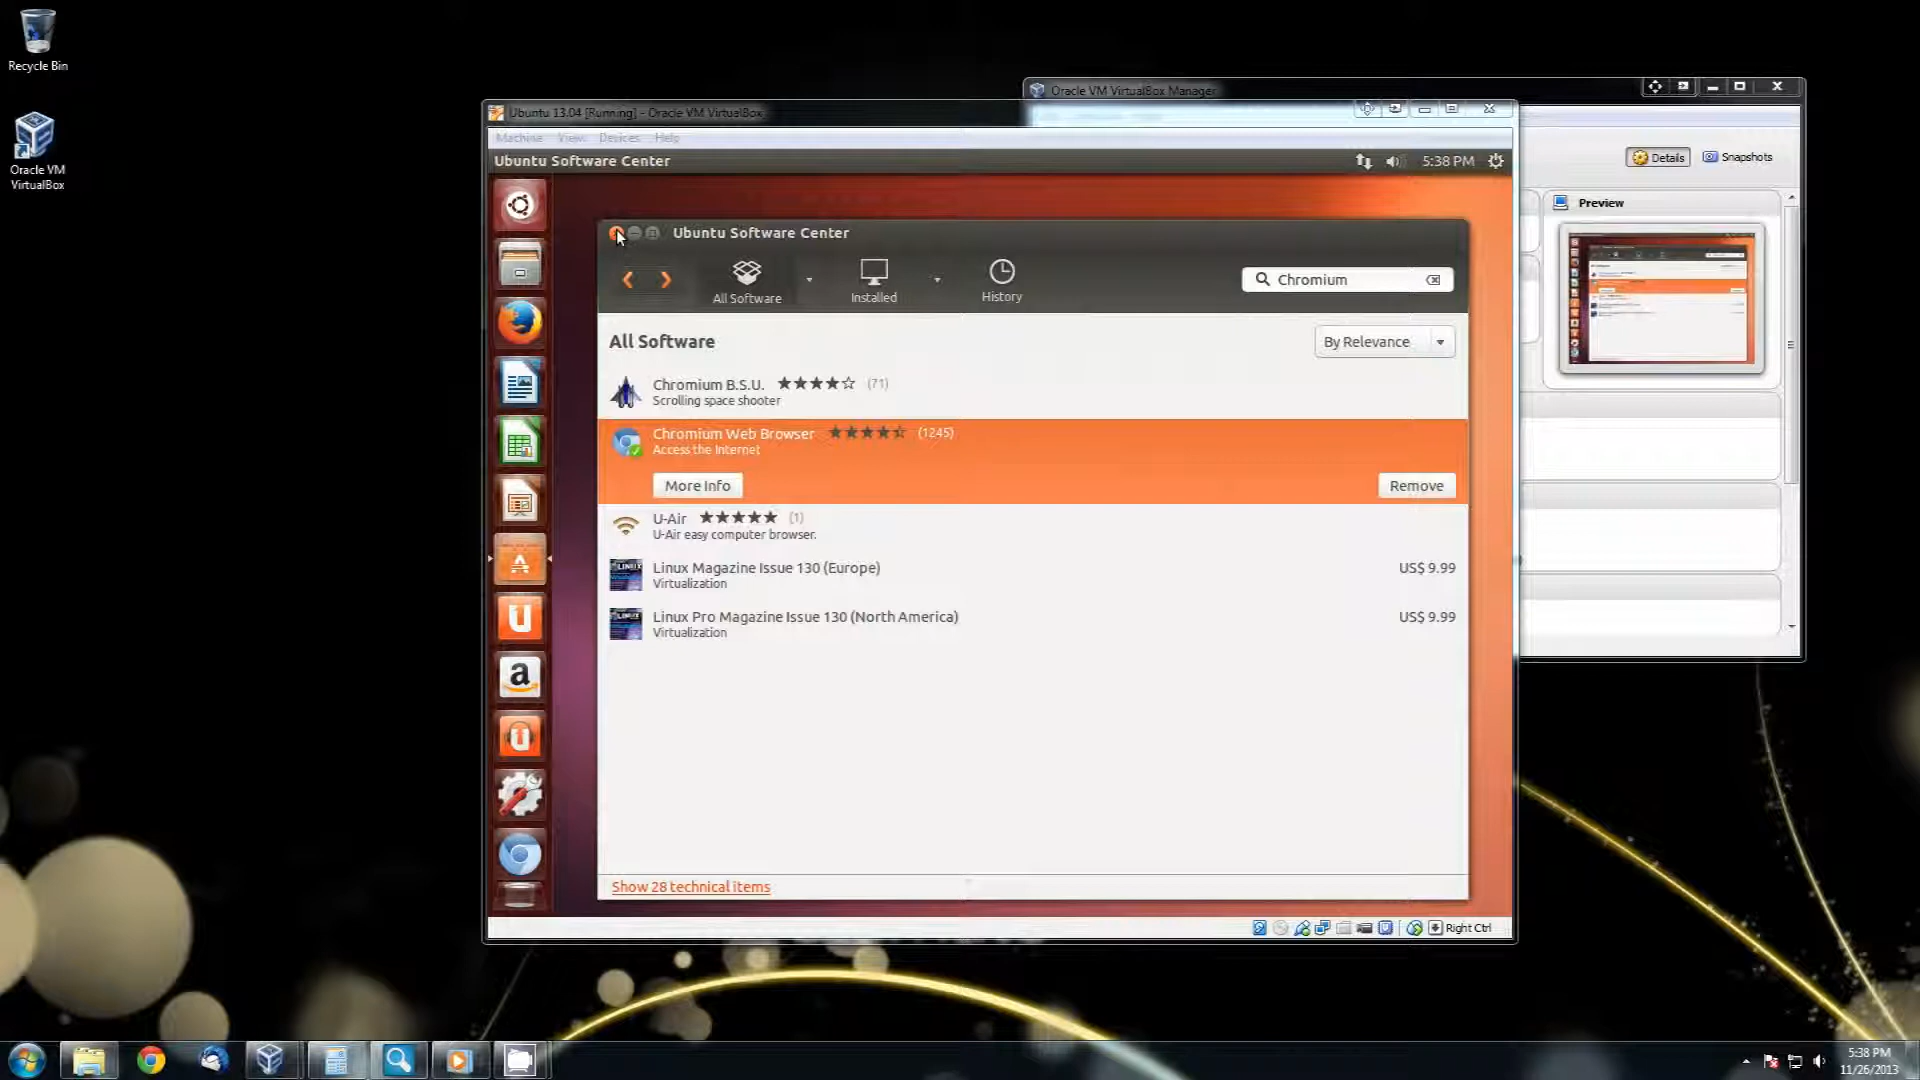 Recycle Bin
Oracle VM
VirtualBox
Oracle VM VirtualBox Manager
Ubuntu 13.04 [Running] - Oracle VM VirtualBox
Machine View Devices Help
Ubuntu Software Center
5:38 PM
Details
Snapshots
Preview
Ubuntu Software Center
All Software
Installed
History
Chromium
All Software
By Relevance
Chromium B.S.U. (71)
Scrolling space shooter
Chromium Web Browser (1245)
Access the Internet
More Info
Remove
U-Air (1)
U-Air easy computer browser.
Linux Magazine Issue 130 (Europe)
US$ 9.99
Virtualization
Linux Pro Magazine Issue 130 (North America)
US$ 9.99
Virtualization
Show 28 technical items
Right Ctrl
5:38 PM
11/26/2013